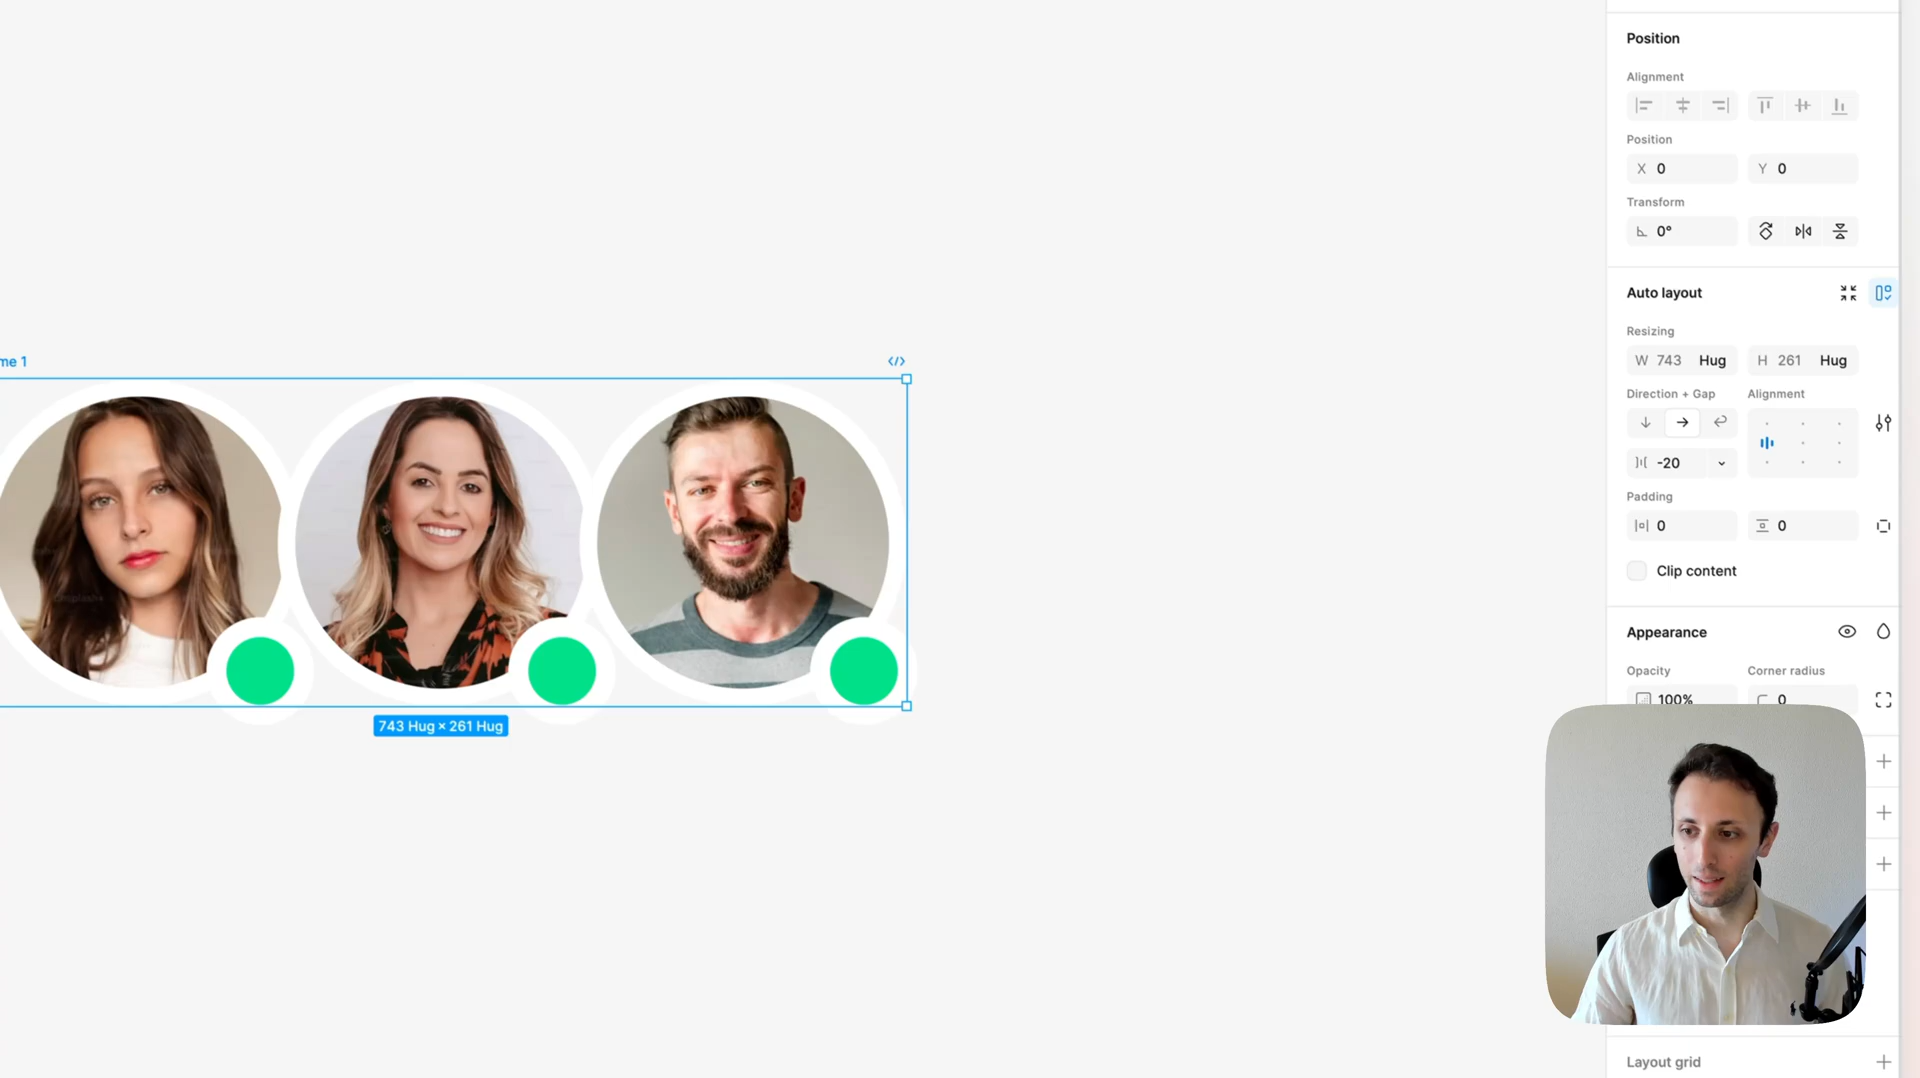 Position
Alignment
Position
X 0
Y 0
Transform
0°
Auto layout
Resizing
W 743 Hug
H 261 Hug
Direction + Gap
Alignment
-20
Padding
0
0
Clip content
Appearance
Opacity
Corner radius
100%
0
Layout grid
me 1
743 Hug × 261 Hug